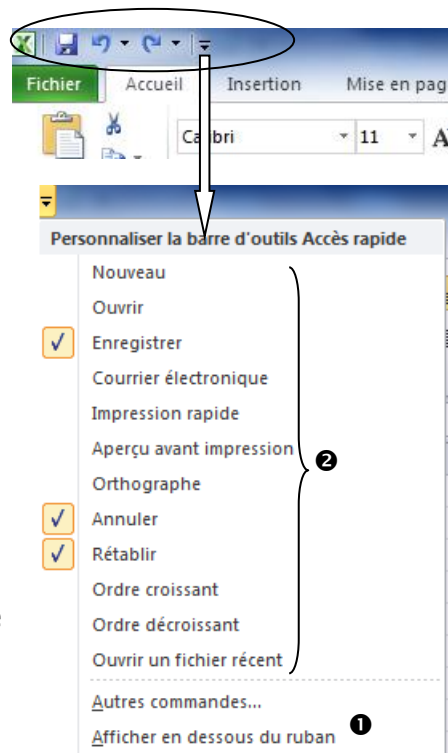 Fichier Accueil Insertion Mise en pag
Calibri 11 A
Personnaliser la barre d'outils Accès rapide
Nouveau
Ouvrir
Enregistrer
Courrier électronique
Impression rapide
Aperçu avant impression
❷
Orthographe
Annuler
Rétablir
Ordre croissant
Ordre décroissant
Ouvrir un fichier récent
Autres commandes...
Afficher en dessous du ruban ❶